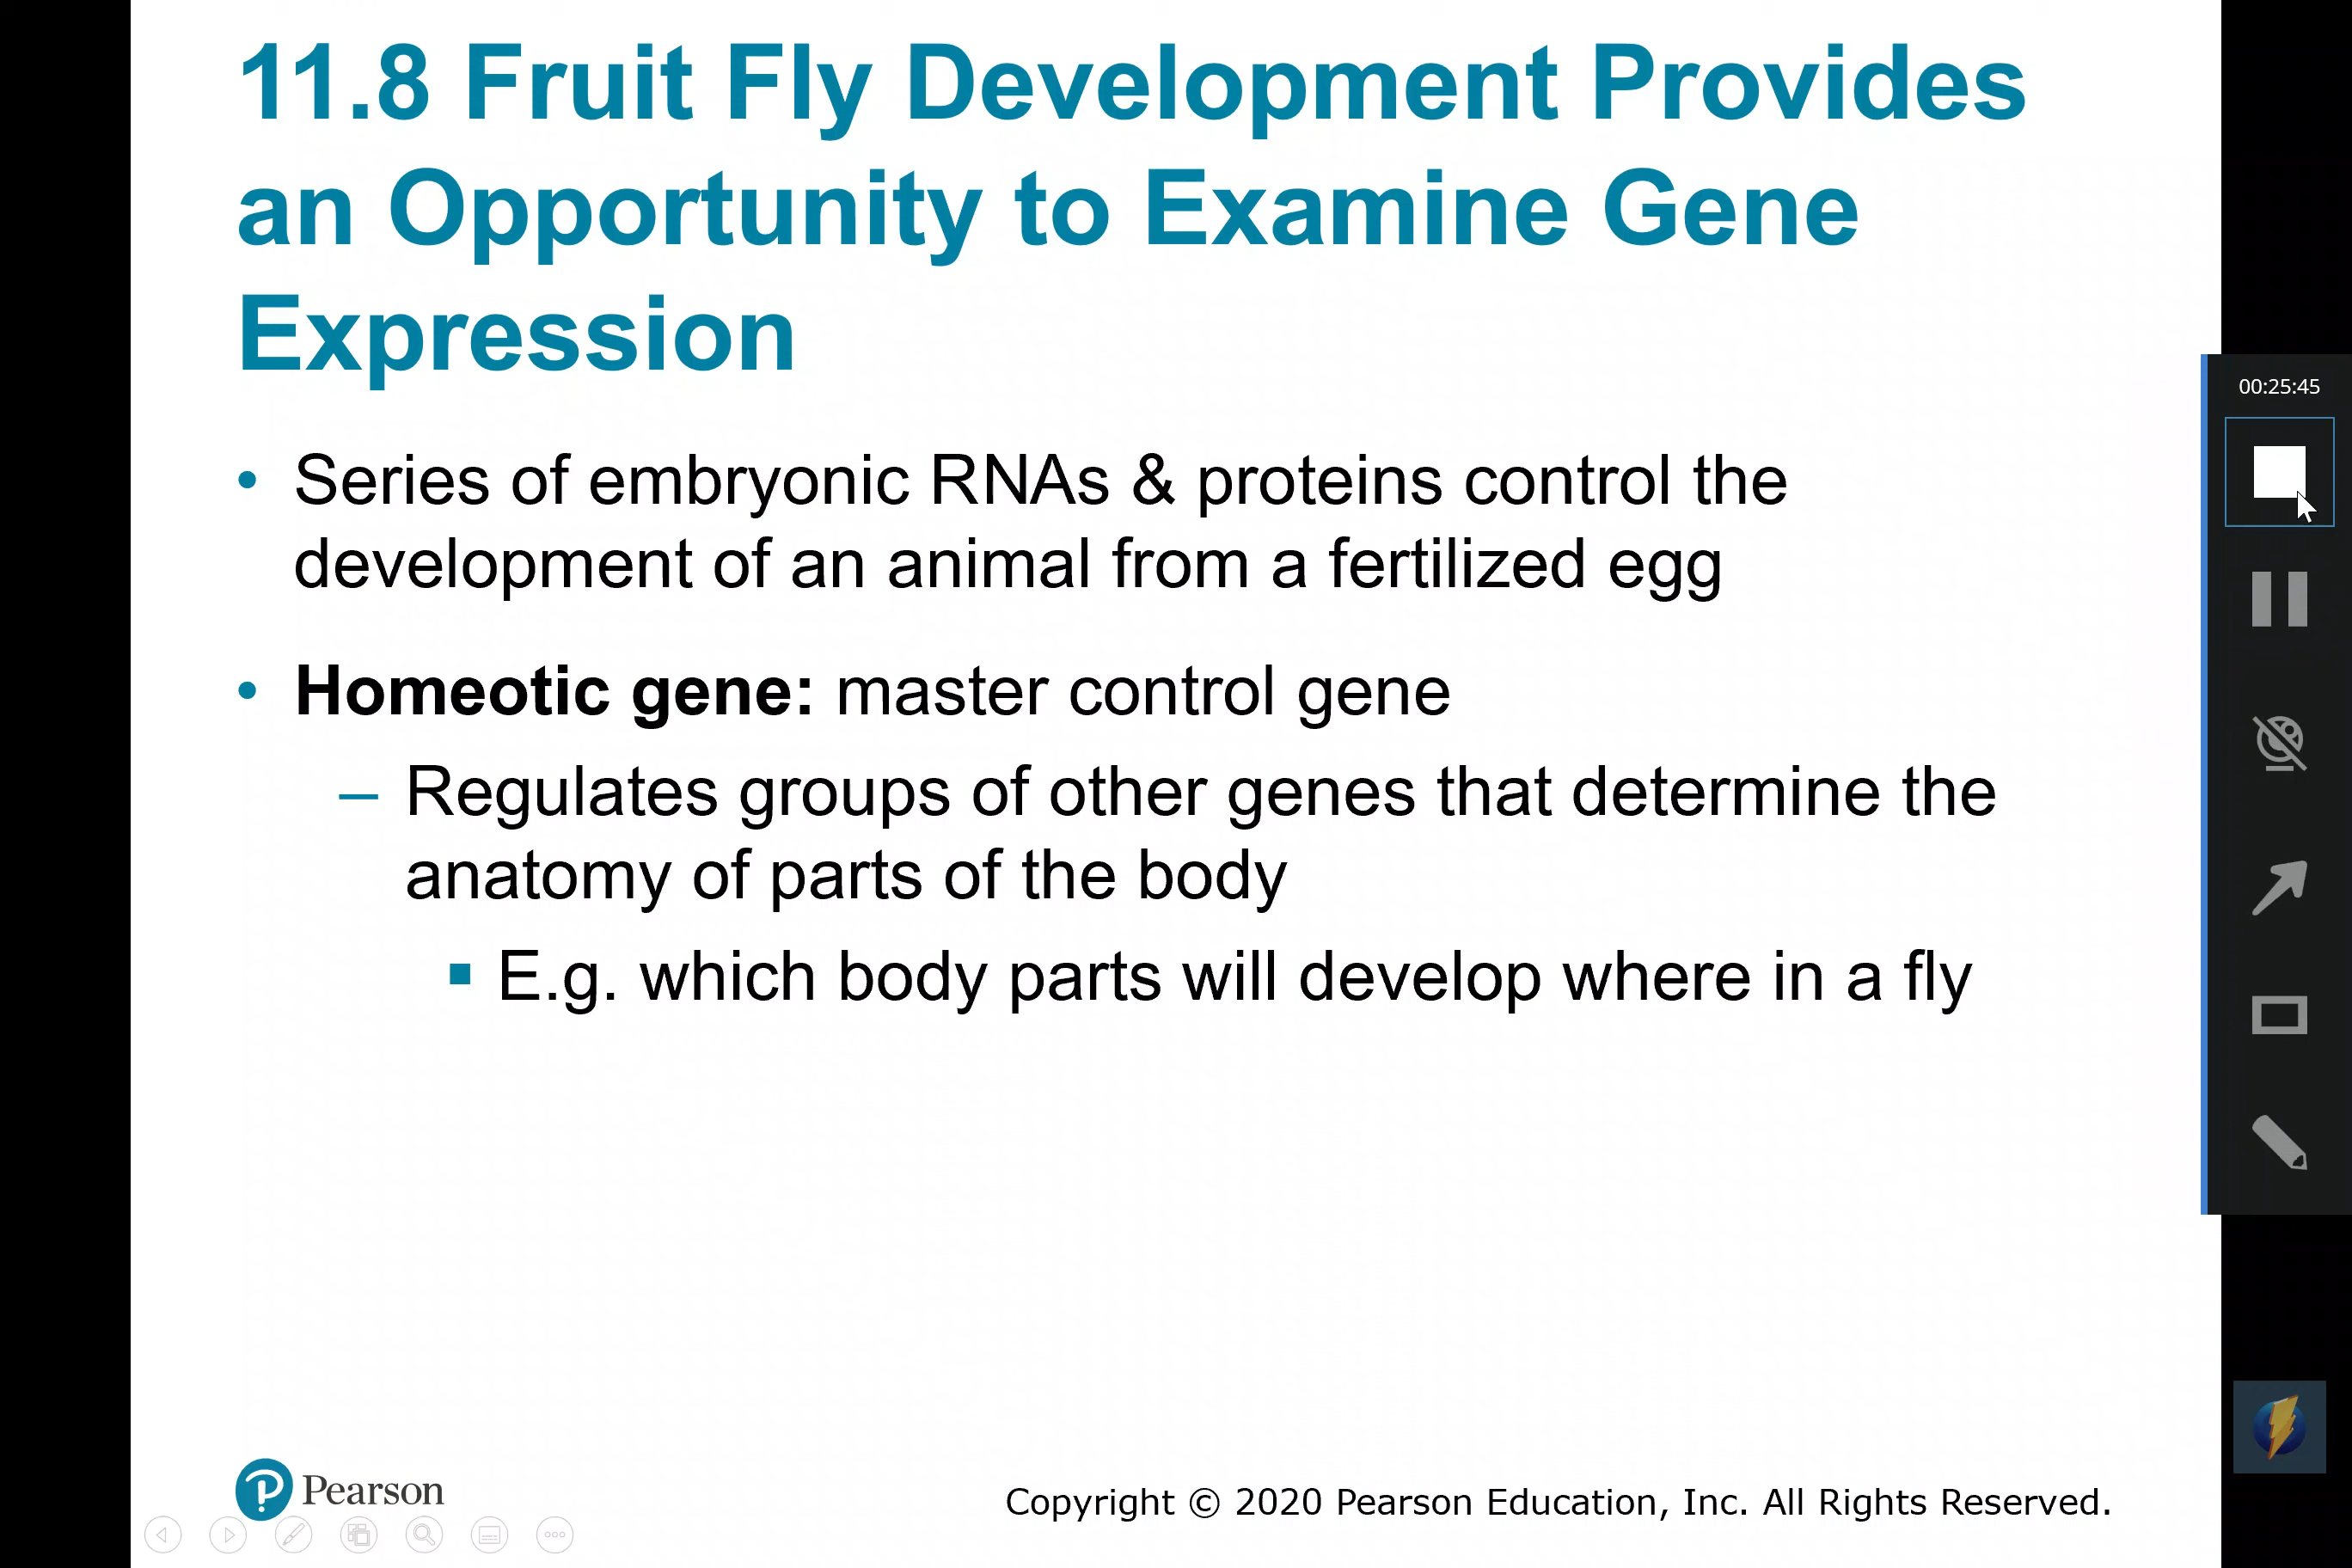 11.8 Fruit Fly Development Provides
an Opportunity to Examine Gene
Expression
00:25:45
• Series of embryonic RNAs & proteins control the
development of an animal from a fertilized egg
• Homeotic gene: master control gene
– Regulates groups of other genes that determine the
anatomy of parts of the body
▪ E.g. which body parts will develop where in a fly
Pearson
Copyright © 2020 Pearson Education, Inc. All Rights Reserved.